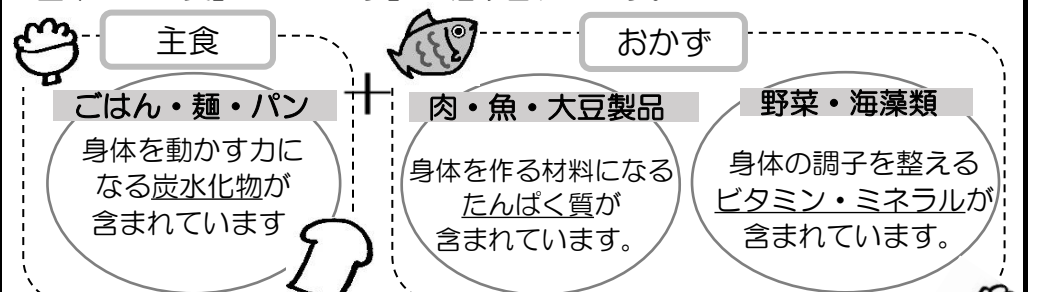 主食
おかず
ごはん・麺・パン
身体を動かす力に
なる炭水化物が
含まれています
+
肉・魚・大豆製品
身体を作る材料になる
たんぱく質が
含まれています。
野菜・海藻類
身体の調子を整える
ビタミン・ミネラルが
含まれています。